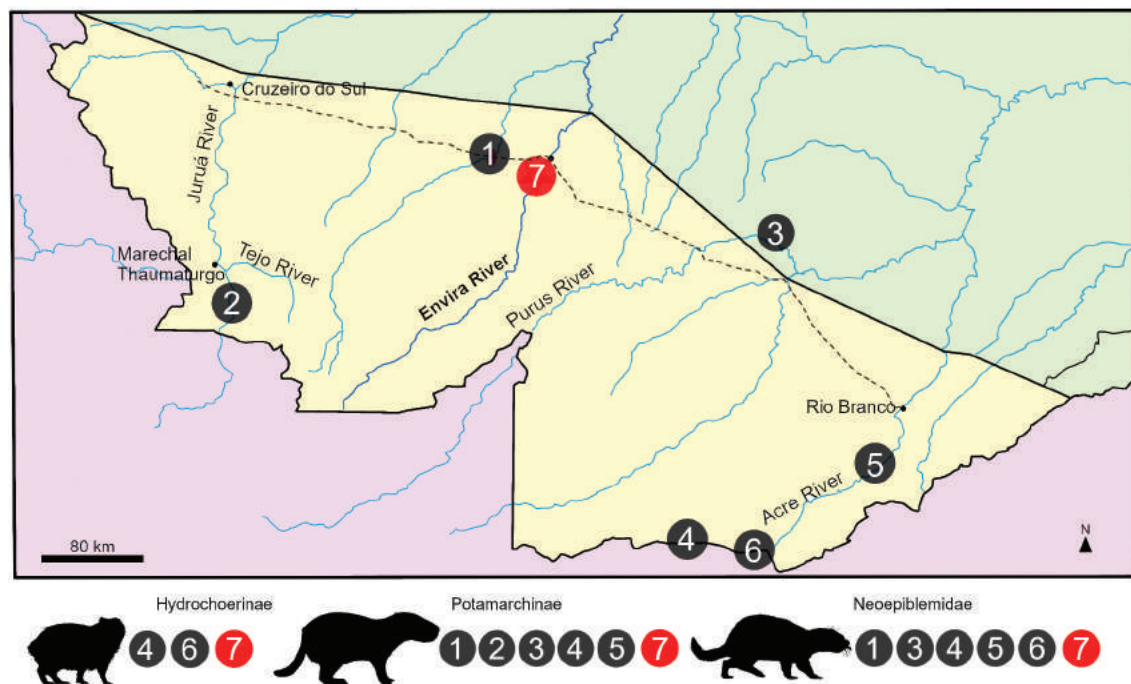 Cruzeiro do Sul
Juruá River
1
7
3
Marechal
Thaumaturgo
Tejo River
2
Envira River
Purus River
Rio Branco
5
Acre River
4
6
80 km
N
Hydrochoerinae
4 6 7
Potamarchinae
1 2 3 4 5 7
Neoepiblemidae
1 3 4 5 6 7